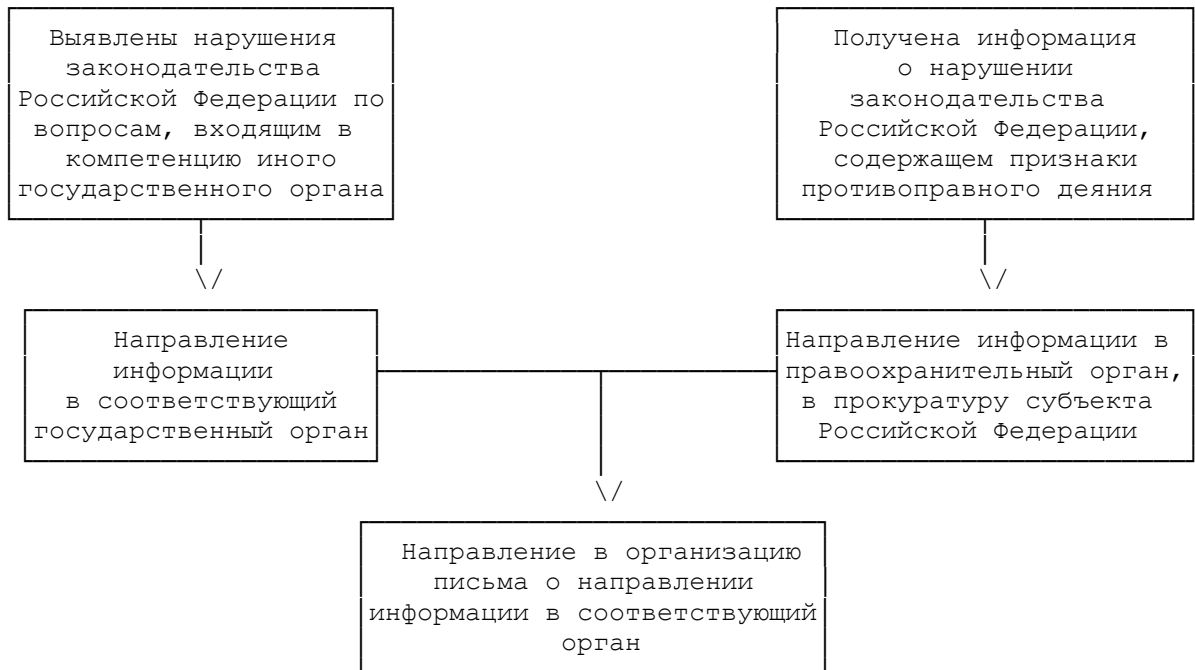 Выявлены нарушения
законодательства
Российской Федерации по
вопросам, входящим в
компетенцию иного
государственного органа
Получена информация
о нарушении
законодательства
Российской Федерации,
содержащем признаки
противоправного деяния
Направление
информации
в соответствующий
государственный орган
Направление информации в
правоохранительный орган,
в прокуратуру субъекта
Российской Федерации
Направление в организацию
письма о направлении
информации в соответствующий
орган